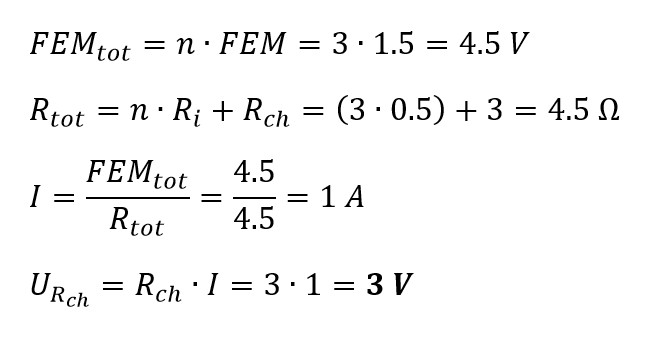 FEM_tot = n · FEM = 3 · 1.5 = 4.5 V
R_tot = n · R_i + R_ch = (3 · 0.5) + 3 = 4.5 Ω
I = FEM_tot / R_tot = 4.5 / 4.5 = 1 A
U_R_ch = R_ch · I = 3 · 1 = 3 V